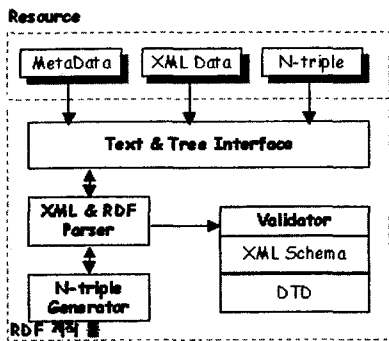 Resource
MetaData
XML Data
N-triple
Text & Tree Interface
XML & RDF
Parser
Validator
XML Schema
DTD
N-triple
Generator
RDF 제작 툴